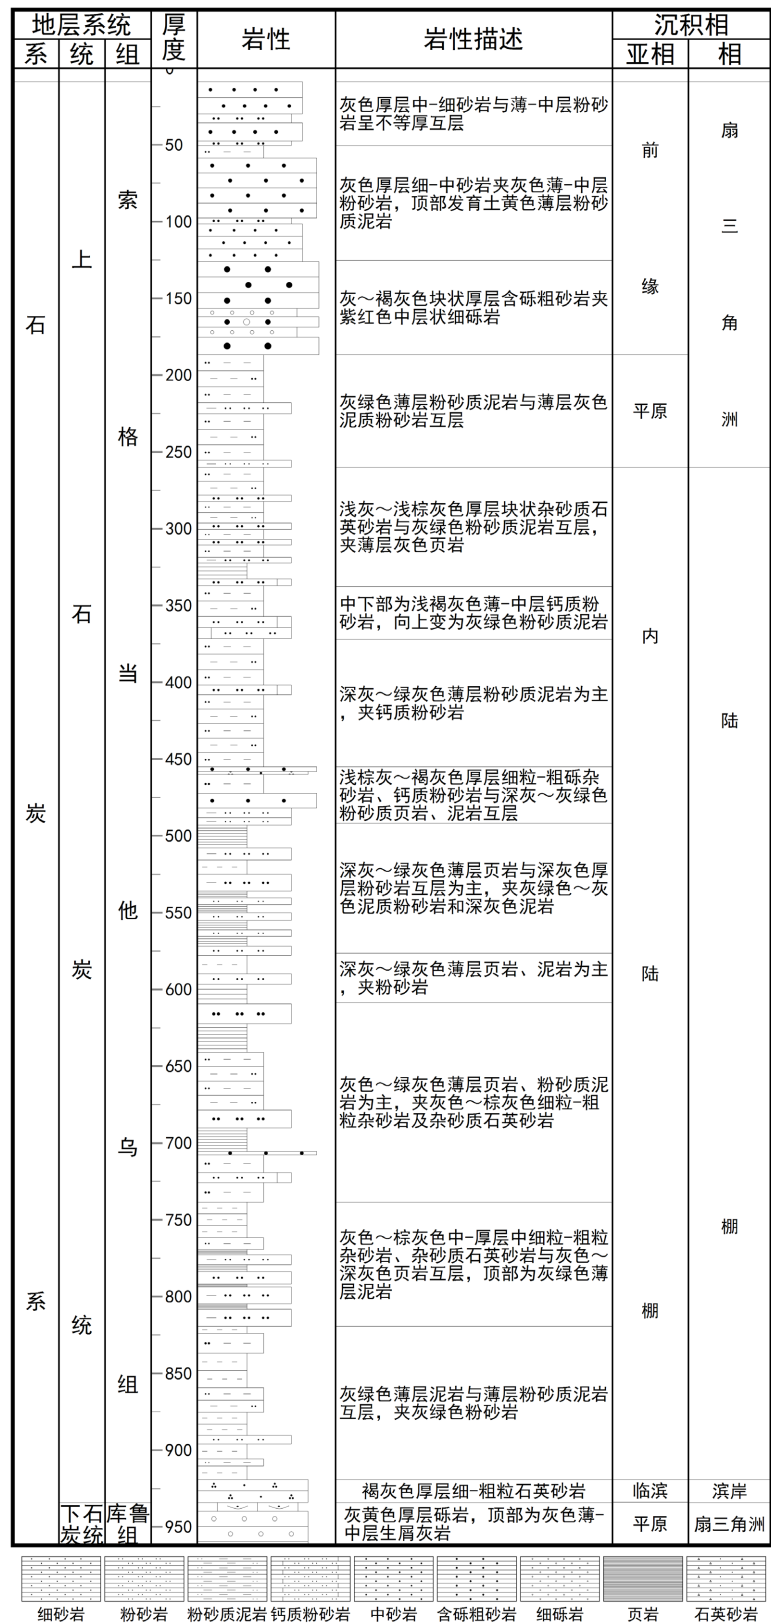 地层系统
厚度
岩性
岩性描述
沉积相
系
统
组
亚相
相
0
50
100
150
200
250
300
350
400
450
500
550
600
650
700
750
800
850
900
950
石
炭
系
上
石
炭
统
下石
炭统
索
格
当
他
乌
组
库鲁
组
灰色厚层中-细砂岩与薄-中层粉砂
岩呈不等厚互层
灰色厚层细-中砂岩夹灰色薄-中层
粉砂岩，顶部发育土黄色薄层粉砂
质泥岩
灰～褐灰色块状厚层含砾粗砂岩夹
紫红色中层状细砾岩
灰绿色薄层粉砂质泥岩与薄层灰色
泥质粉砂岩互层
浅灰～浅棕灰色厚层块状杂砂质石
英砂岩与灰绿色粉砂质泥岩互层，
夹薄层灰色页岩
中下部为浅褐灰色薄-中层钙质粉
砂岩，向上变为灰绿色粉砂质泥岩
深灰～绿灰色薄层粉砂质泥岩为主
，夹钙质粉砂岩
浅棕灰～褐灰色厚层细粒-粗砾杂
砂岩、钙质粉砂岩与深灰～灰绿色
粉砂质页岩、泥岩互层
深灰～绿灰色薄层页岩与深灰色厚
层粉砂岩互层为主，夹灰绿色～灰
色泥质粉砂岩和深灰色泥岩
深灰～绿灰色薄层页岩、泥岩为主
，夹粉砂岩
灰色～绿灰色薄层页岩、粉砂质泥
岩为主，夹灰色～棕灰色细粒-粗
粒杂砂岩及杂砂质石英砂岩
灰色～棕灰色中-厚层中细粒-粗粒
杂砂岩、杂砂质石英砂岩与灰色～
深灰色页岩互层，顶部为灰绿色薄
层泥岩
灰绿色薄层泥岩与薄层粉砂质泥岩
互层，夹灰绿色粉砂岩
褐灰色厚层细-粗粒石英砂岩
灰黄色厚层砾岩，顶部为灰色薄-
中层生屑灰岩
前
缘
平原
内
陆
棚
临滨
平原
扇
三
角
洲
陆
棚
滨岸
扇三角洲
细砂岩
粉砂岩
粉砂质泥岩
钙质粉砂岩
中砂岩
含砾粗砂岩
细砾岩
页岩
石英砂岩